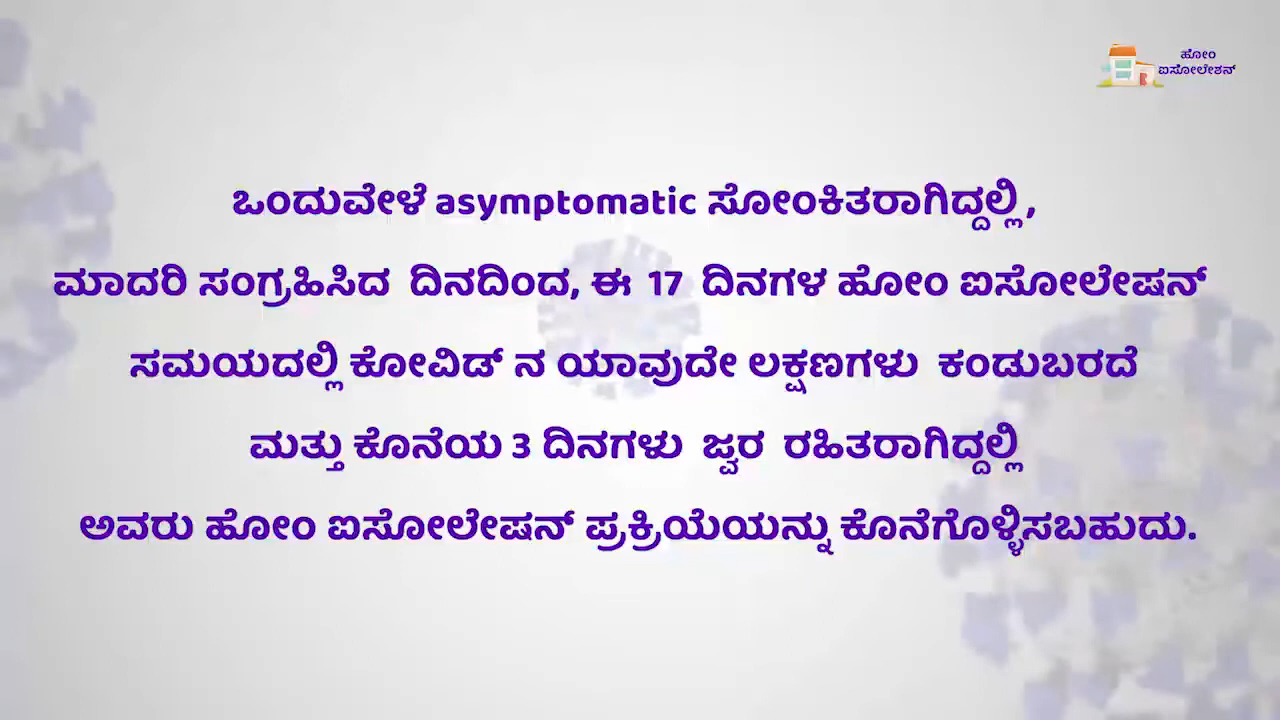 ಹೋಂ
ಐಸೋಲೇಶನ್
ಒಂದುವೇಳೆ asymptomatic ಸೋಂಕಿತರಾಗಿದ್ದಲ್ಲಿ,
ಮಾದರಿ ಸಂಗ್ರಹಿಸಿದ ದಿನದಿಂದ, ಈ 17 ದಿನಗಳ ಹೋಂ ಐಸೋಲೇಷನ್
ಸಮಯದಲ್ಲಿ ಕೋವಿಡ್ ನ ಯಾವುದೇ ಲಕ್ಷಣಗಳು ಕಂಡುಬರದೆ
ಮತ್ತು ಕೊನೆಯ 3 ದಿನಗಳು ಜ್ವರ ರಹಿತರಾಗಿದ್ದಲ್ಲಿ
ಅವರು ಹೋಂ ಐಸೋಲೇಷನ್ ಪ್ರಕ್ರಿಯೆಯನ್ನು ಕೊನೆಗೊಳ್ಳಿಸಬಹುದು.